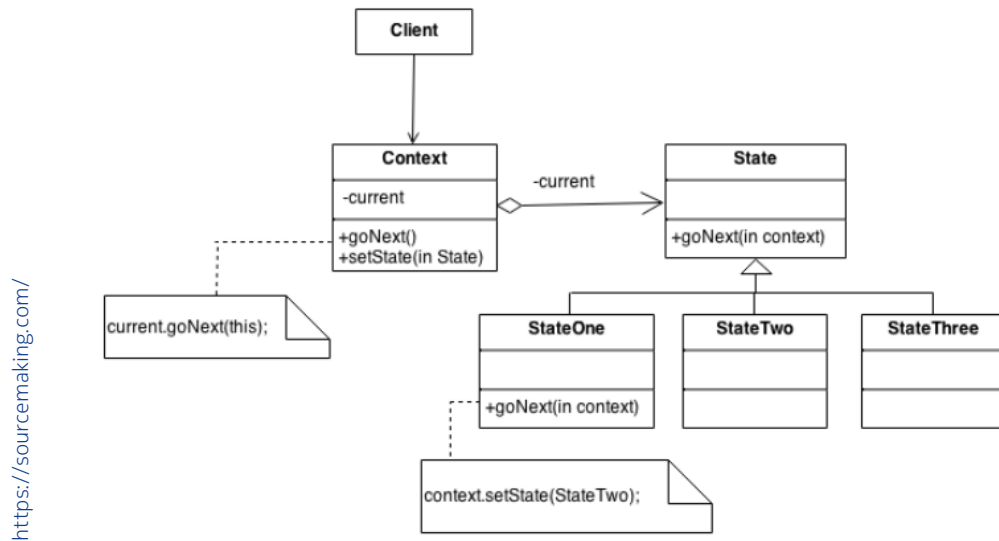 Client
Context
-current
+goNext()
+setState(in State)
-current
State
+goNext(in context)
current.goNext(this);
StateOne
+goNext(in context)
StateTwo
StateThree
context.setState(StateTwo);
https://sourcemaking.com/